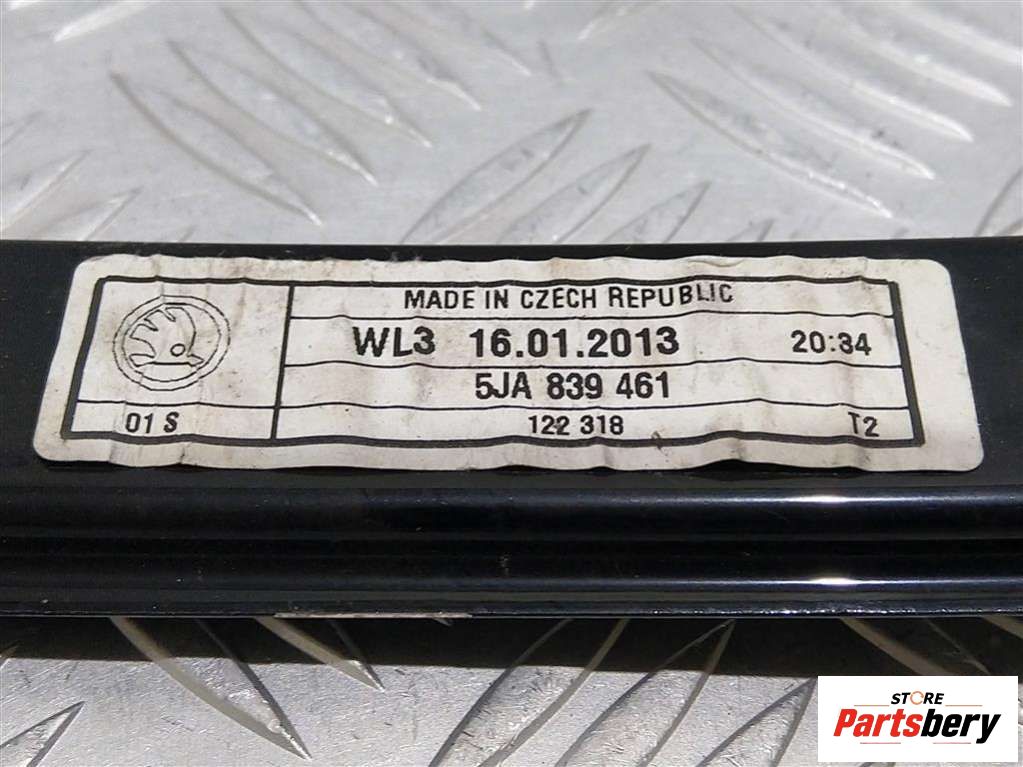 MADE IN CZECH REPUBLIC
WL3 16.01.2013 20:34
5JA 839 461
01 S 122 318 T2
STORE
Partsbery